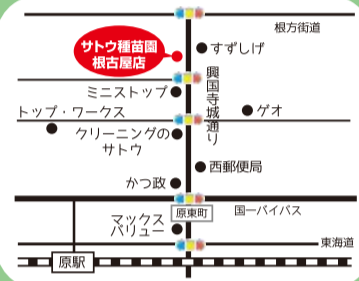 根方街道
サトウ種苗園
根古屋店
すずしげ
興国寺城通り
ミニストップ
トップ・ワークス
ゲオ
クリーニングの
サトウ
西郵便局
かつ政
原東町
国一バイパス
マックス
バリュー
東海道
原駅